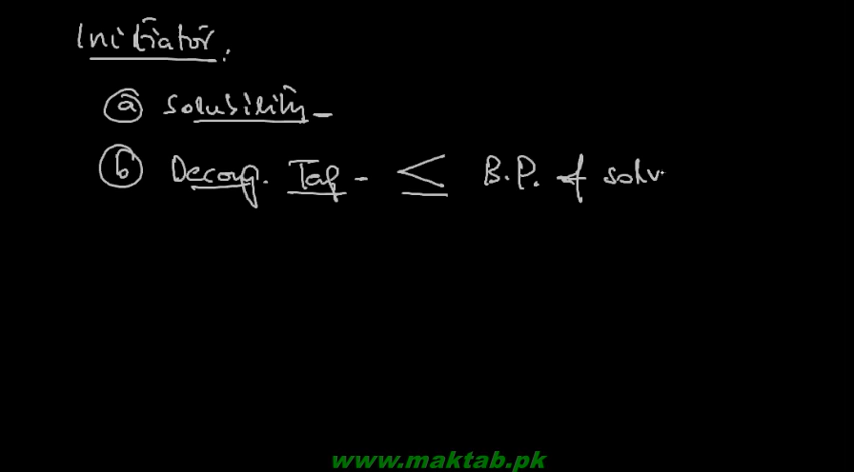 Initiator.
(a) Solubility -
(b) Decomp. Temp - ≤ B.P. of solv
www.maktab.pk